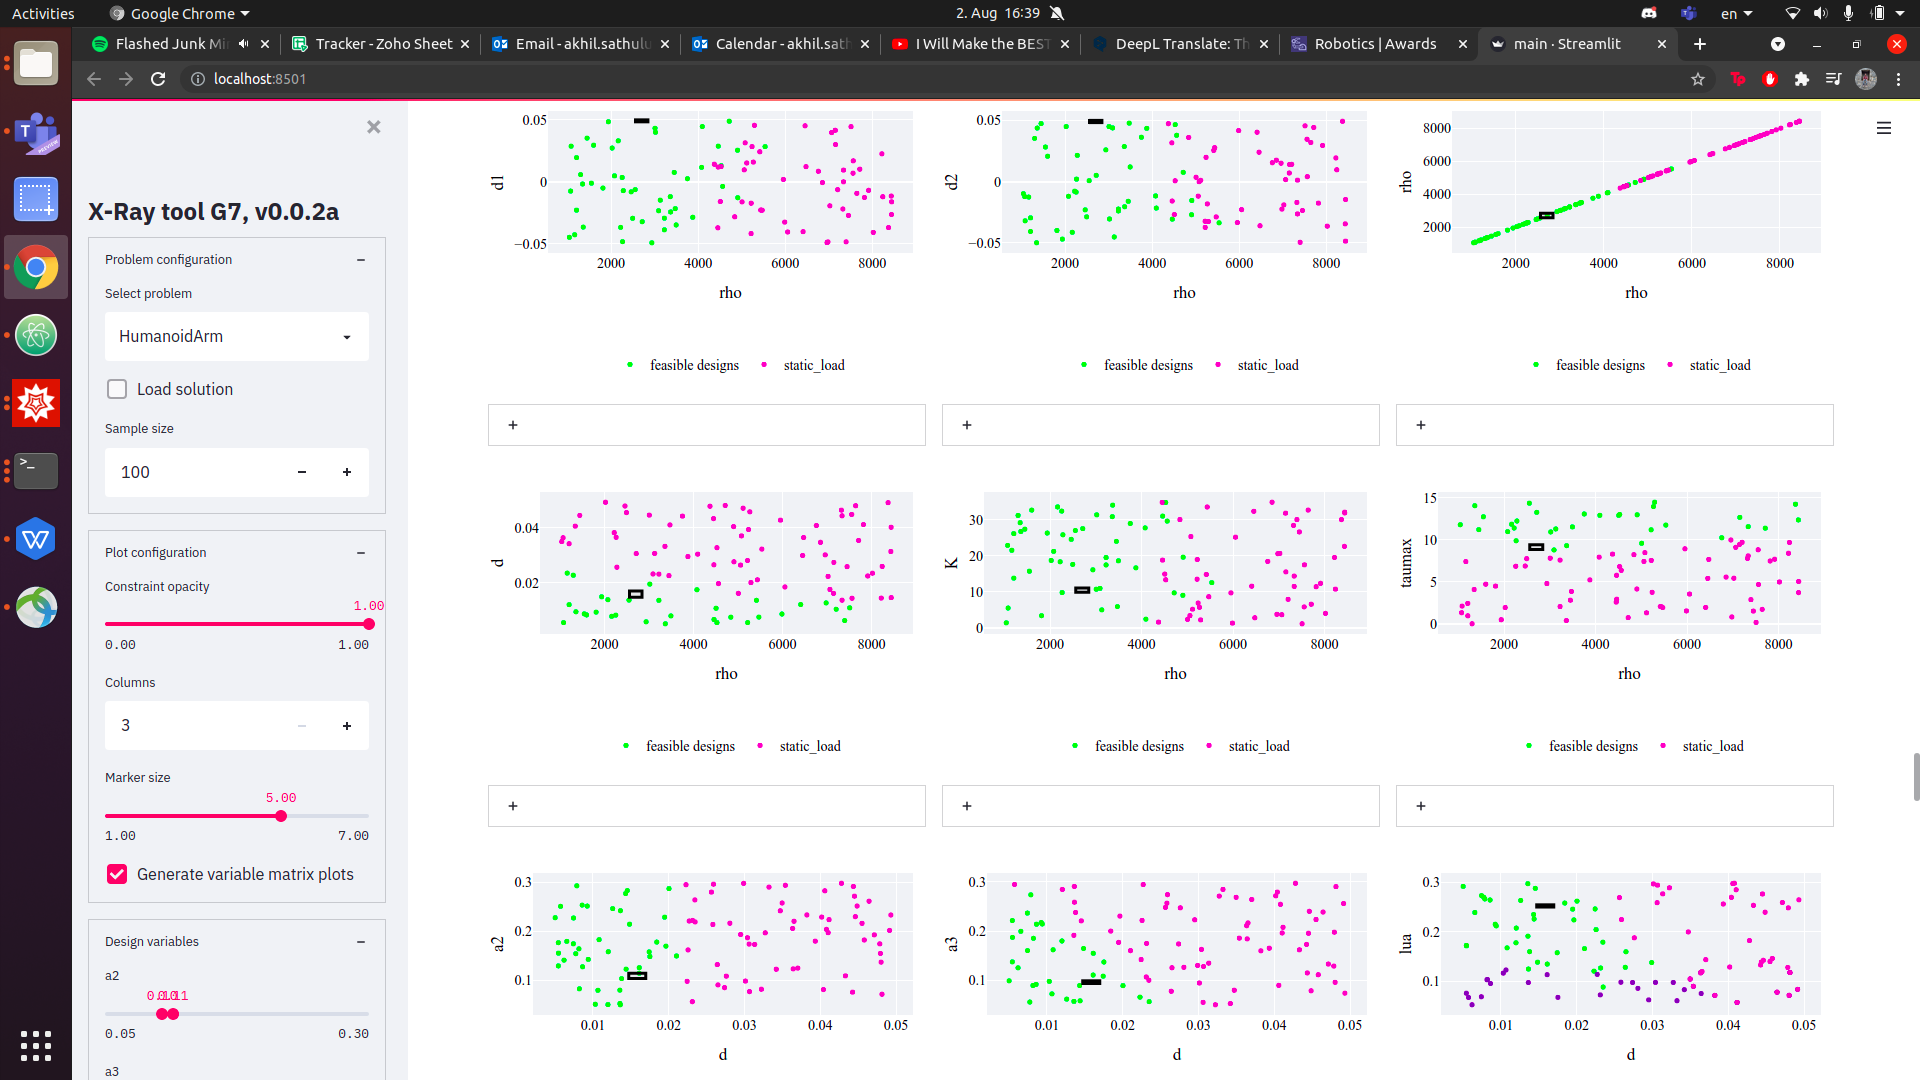 Activities
Google Chrome
2. Aug 16:39
en
Flashed Junk Mi
Tracker - Zoho Sheet
Email - akhil.sathulu
Calendar - akhil.sath
I Will Make the BEST
DeepL Translate: Th
Robotics | Awards
main · Streamlit
localhost:8501
X-Ray tool G7, v0.0.2a
Problem configuration
Select problem
HumanoidArm
Load solution
Sample size
100
Plot configuration
Constraint opacity
1.00
0.00 1.00
Columns
3
Marker size
5.00
1.00 7.00
Generate variable matrix plots
Design variables
a2
0.11
0.05 0.30
a3
d1
0.05
0
−0.05
2000 4000 6000 8000
rho
feasible designs static_load
d2
0.05
0
−0.05
2000 4000 6000 8000
rho
feasible designs static_load
rho
8000
6000
4000
2000
2000 4000 6000 8000
rho
feasible designs static_load
+ + +
d
0.04
0.02
2000 4000 6000 8000
rho
feasible designs static_load
K
30
20
10
0
2000 4000 6000 8000
rho
feasible designs static_load
taumax
15
10
5
0
2000 4000 6000 8000
rho
feasible designs static_load
+ + +
a2
0.3
0.2
0.1
0.01 0.02 0.03 0.04 0.05
d
a3
0.3
0.2
0.1
0.01 0.02 0.03 0.04 0.05
d
lua
0.3
0.2
0.1
0.01 0.02 0.03 0.04 0.05
d